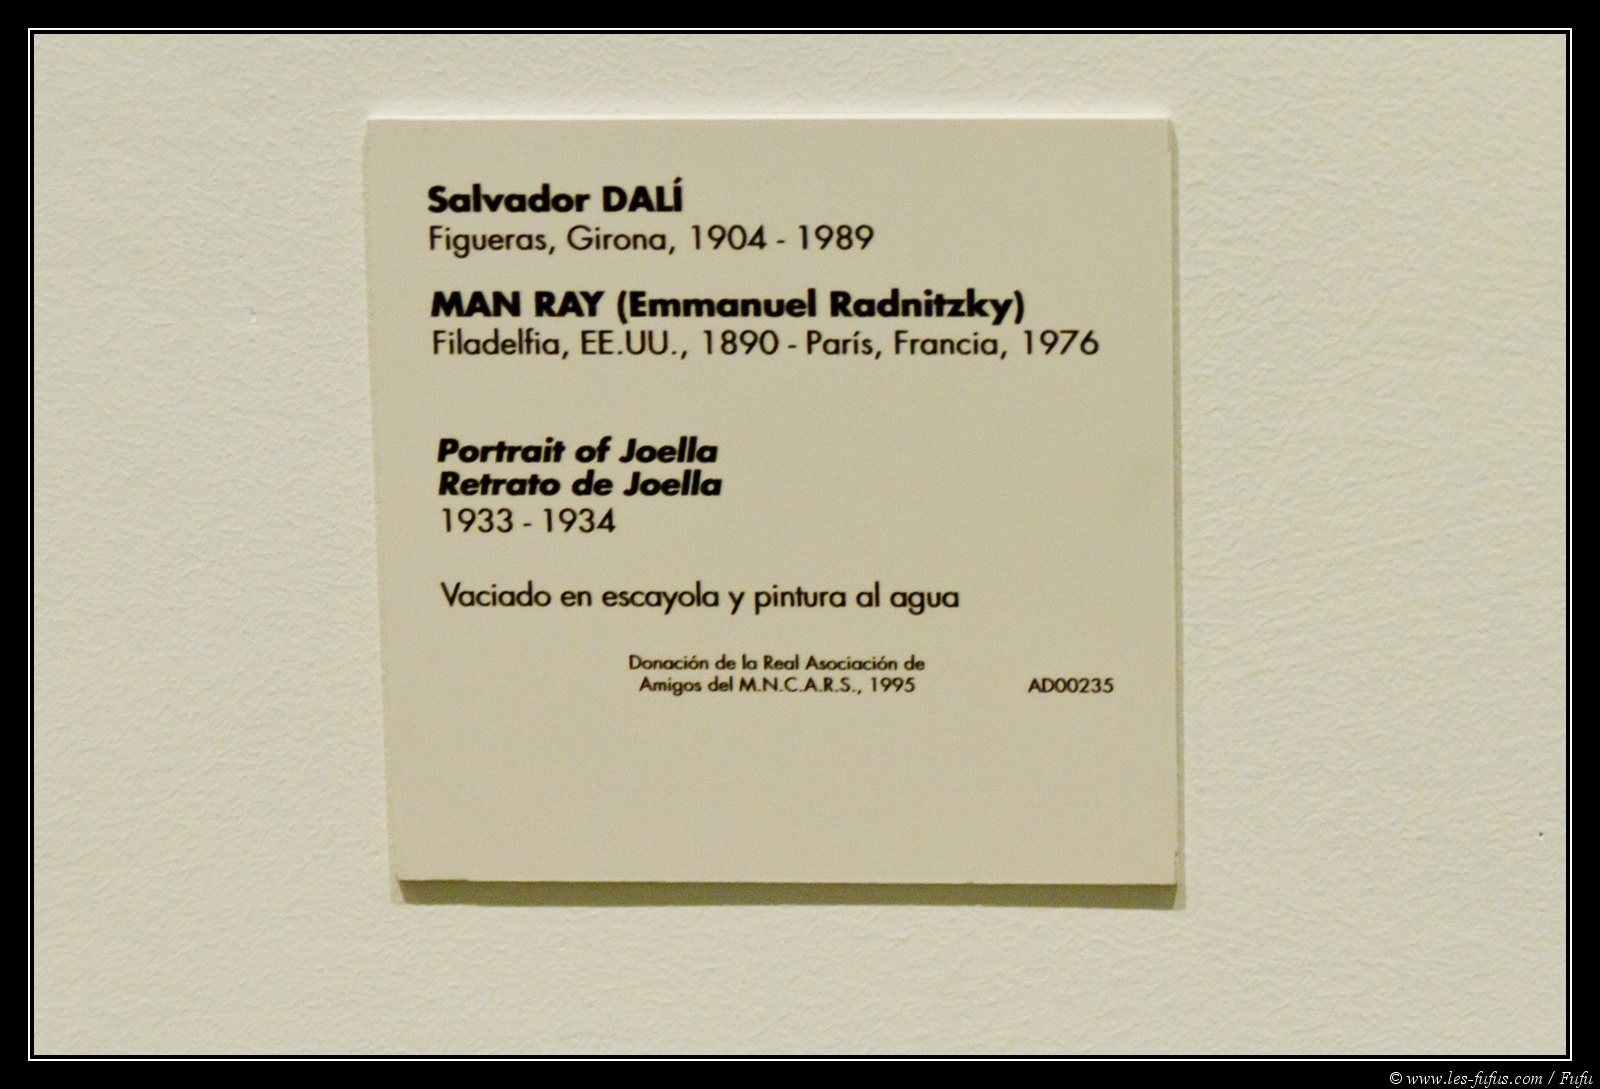 Salvador DALÍ
Figueras, Girona, 1904 - 1989
MAN RAY (Emmanuel Radnitzky)
Filadelfia, EE.UU., 1890 - París, Francia, 1976
Portrait of Joella
Retrato de Joella
1933 - 1934
Vaciado en escayola y pintura al agua
Donación de la Real Asociación de
Amigos del M.N.C.A.R.S., 1995 AD00235
© www.les-fufus.com / Fufu